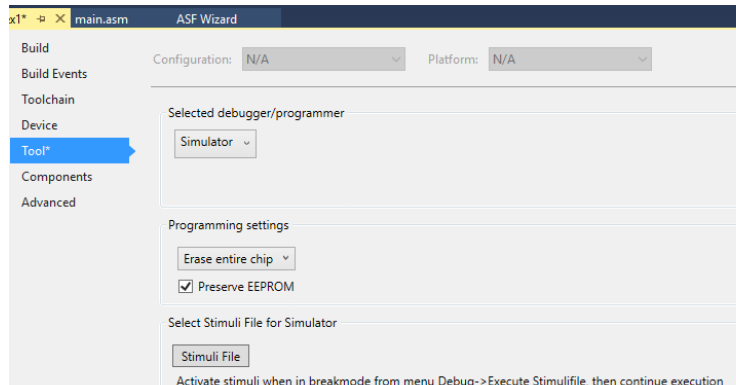 x1* main.asm ASF Wizard
Build
Build Events
Toolchain
Device
Tool*
Components
Advanced
Configuration: N/A Platform: N/A
Selected debugger/programmer
Simulator
Programming settings
Erase entire chip
Preserve EEPROM
Select Stimuli File for Simulator
Stimuli File
Activate stimuli when in breakmode from menu Debug->Execute Stimulifile, then continue execution